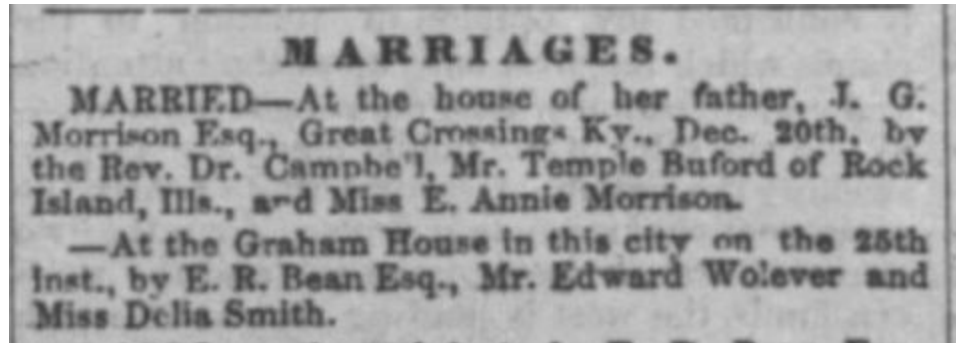 MARRIAGES.
MARRIED—At the house of her father, J. G.
Morrison Esq., Great Crossings Ky., Dec. 20th, by
the Rev. Dr. Campbe'l, Mr. Temple Buford of Rock
Island, Ills., and Miss E. Annie Morrison.
—At the Graham House in this city on the 25th
inst., by E. R. Bean Esq., Mr. Edward Wolever and
Miss Delia Smith.